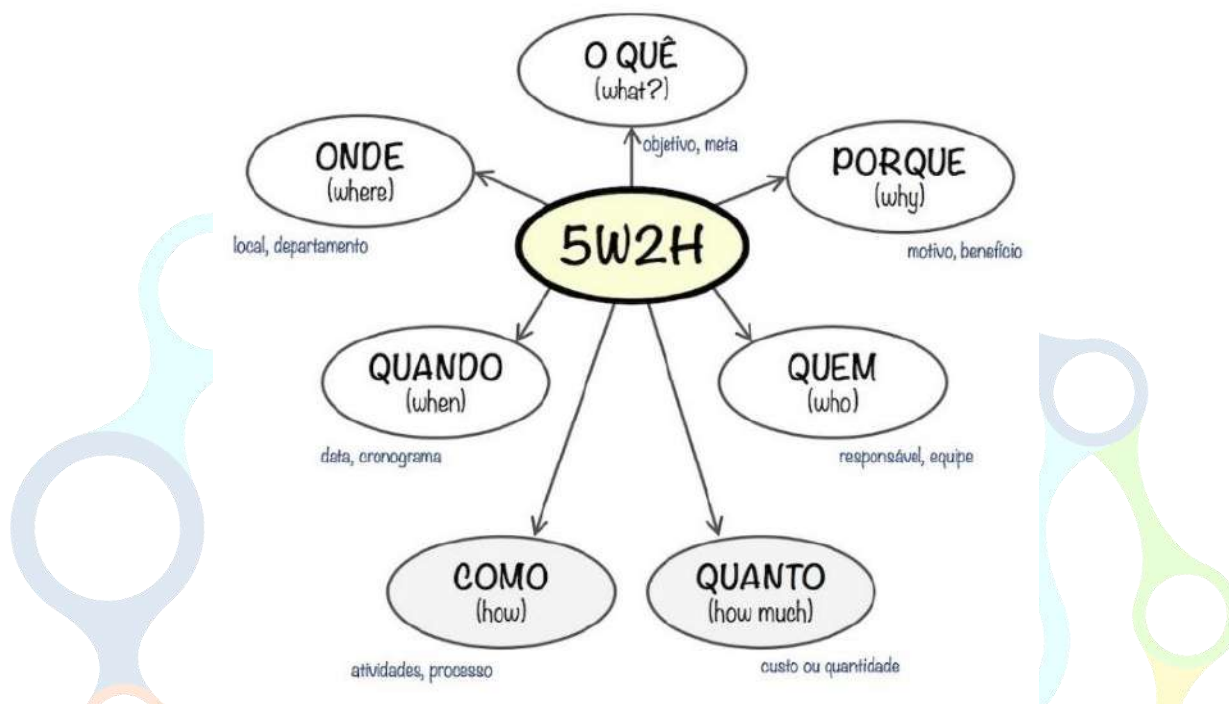 O QUÊ
(what?)
objetivo, meta
ONDE
(where)
local, departamento
PORQUE
(why)
motivo, benefício
5W2H
QUANDO
(when)
data, cronograma
QUEM
(who)
responsável, equipe
COMO
(how)
atividades, processo
QUANTO
(how much)
custo ou quantidade